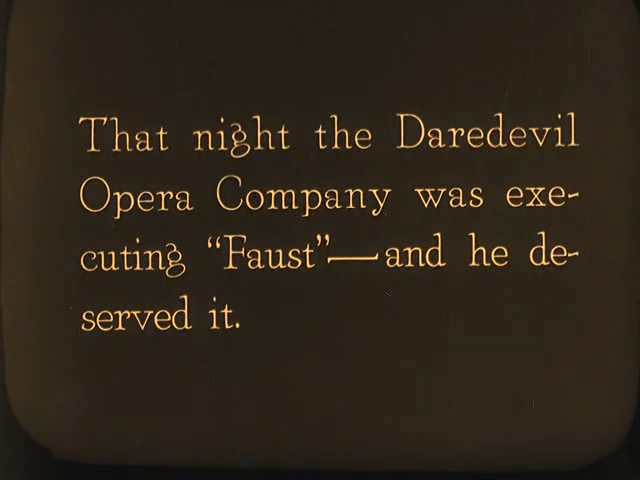 That night the Daredevil
Opera Company was exe-
cuting “Faust”—and he de-
served it.